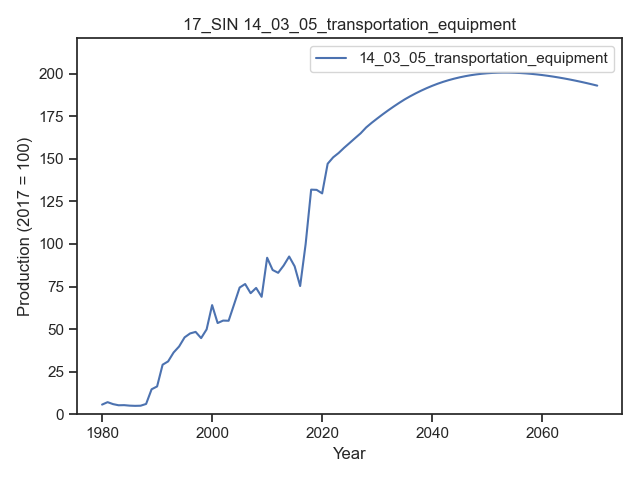 17_SIN 14_03_05_transportation_equipment
14_03_05_transportation_equipment
Production (2017 = 100)
200
175
150
125
100
75
50
25
0
1980 2000 2020 2040 2060
Year